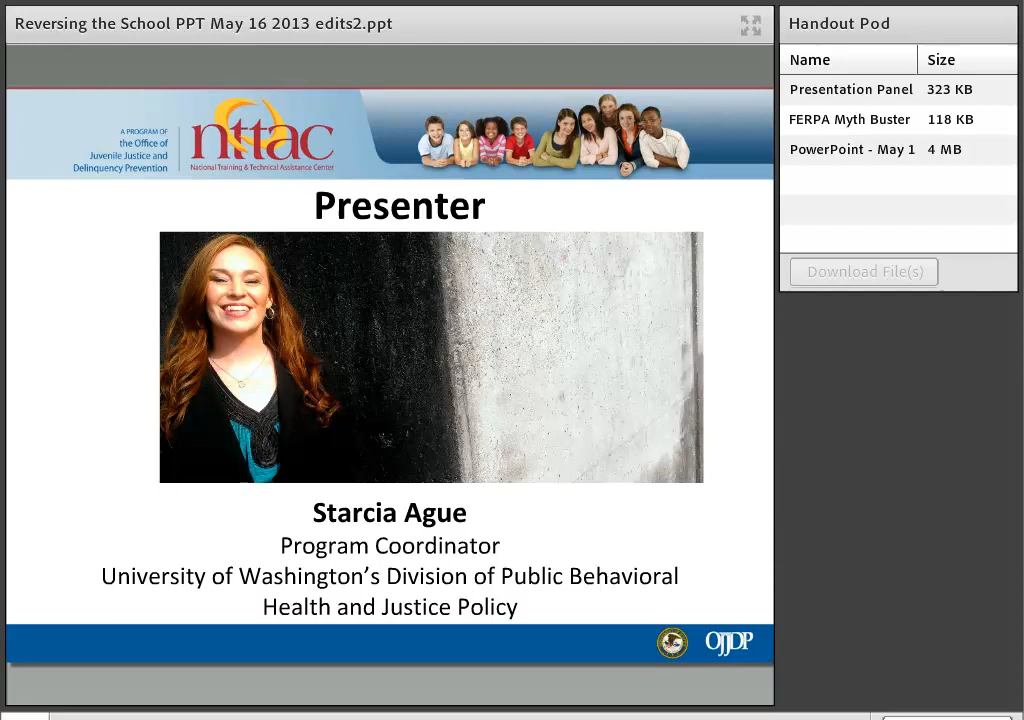 Reversing the School PPT May 16 2013 edits2.ppt
Handout Pod
Name Size
Presentation Panel 323 KB
FERPA Myth Buster 118 KB
PowerPoint - May 1 4 MB
Download File(s)
A PROGRAM OF
the Office of
Juvenile Justice and
Delinquency Prevention
nttac
National Training & Technical Assistance Center
Presenter
Starcia Ague
Program Coordinator
University of Washington’s Division of Public Behavioral
Health and Justice Policy
OJJDP